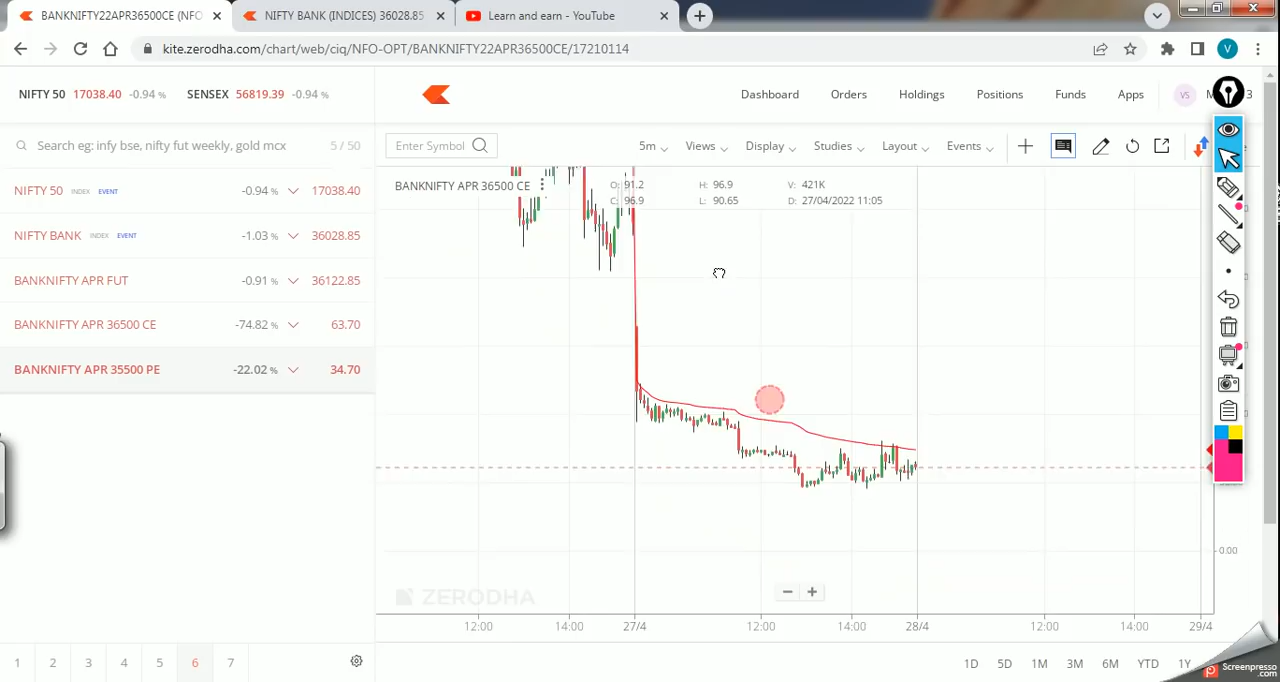 BANKNIFTY22APR36500CE (NFO
NIFTY BANK (INDICES) 36028.85
Learn and earn - YouTube
kite.zerodha.com/chart/web/ciq/NFO-OPT/BANKNIFTY22APR36500CE/17210114
V
NIFTY 50 17038.40 -0.94 % SENSEX 56819.39 -0.94 %
Dashboard Orders Holdings Positions Funds Apps VS
Search eg: infy bse, nifty fut weekly, gold mcx 5 / 50
Enter Symbol 5m Views Display Studies Layout Events
NIFTY 50 INDEX EVENT -0.94 % 17038.40
NIFTY BANK INDEX EVENT -1.03 % 36028.85
BANKNIFTY APR FUT -0.91 % 36122.85
BANKNIFTY APR 36500 CE -74.82 % 63.70
BANKNIFTY APR 35500 PE -22.02 % 34.70
BANKNIFTY APR 36500 CE
O: 91.2 H: 96.9 V: 421K
C: 96.9 L: 90.65 D: 27/04/2022 11:05
0.00
ZERODHA
12:00 14:00 27/4 12:00 14:00 28/4 12:00 14:00 29/4
1 2 3 4 5 6 7
1D 5D 1M 3M 6M YTD 1Y
Screenpresso
.com